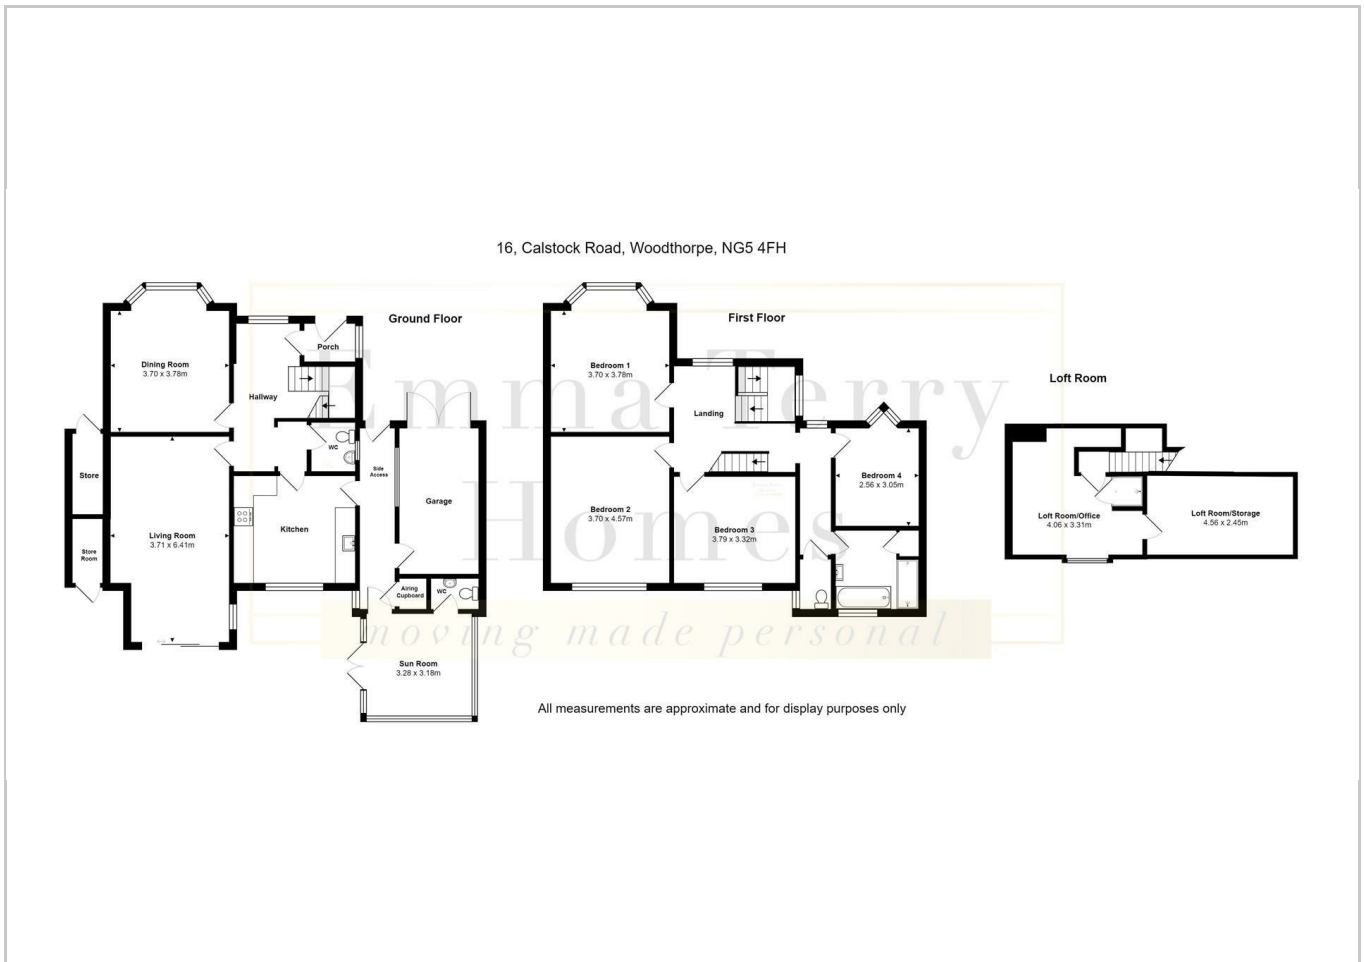 16, Calstock Road, Woodthorpe, NG5 4FH
Ground Floor
Porch
Dining Room
3.70 x 3.78m
Hallway
WC
Side
Access
Store
Garage
Kitchen
Living Room
3.71 x 6.41m
Store
Room
Airing
Cupboard
WC
Sun Room
3.28 x 3.18m
First Floor
Bedroom 1
3.70 x 3.78m
Landing
Bedroom 4
2.56 x 3.05m
Bedroom 2
3.70 x 4.57m
Bedroom 3
3.79 x 3.32m
Loft Room
Loft Room/Office
4.06 x 3.31m
Loft Room/Storage
4.56 x 2.45m
Emma Terry
Homes
moving made personal
All measurements are approximate and for display purposes only